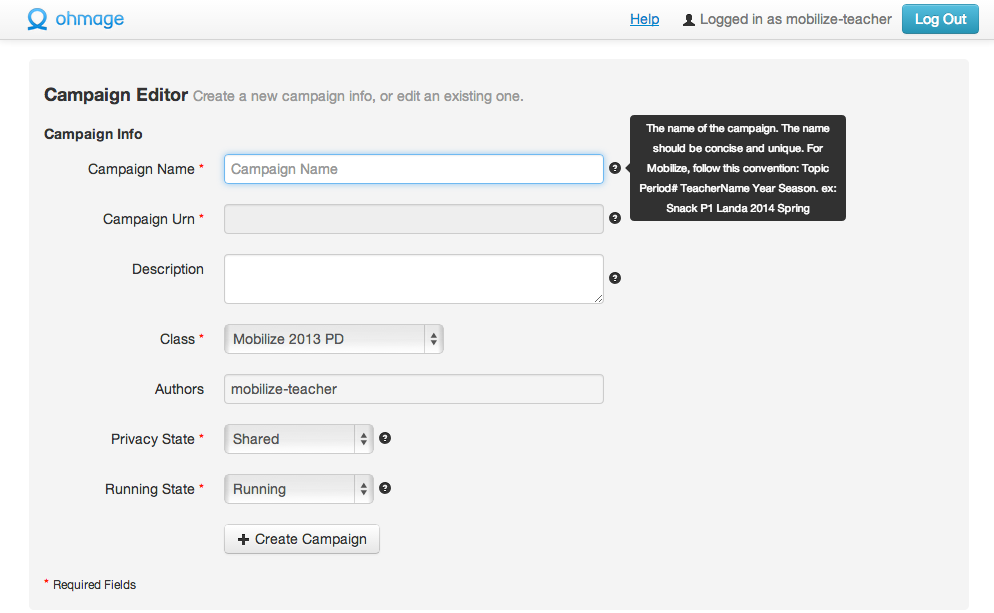 ohmage
Help
Logged in as mobilize-teacher
Log Out
Campaign Editor Create a new campaign info, or edit an existing one.
Campaign Info
Campaign Name *
Campaign Name
The name of the campaign. The name
should be concise and unique. For
Mobilize, follow this convention: Topic
Period# TeacherName Year Season. ex:
Snack P1 Landa 2014 Spring
Campaign Urn *
Description
Class *
Mobilize 2013 PD
Authors
mobilize-teacher
Privacy State *
Shared
Running State *
Running
+ Create Campaign
* Required Fields